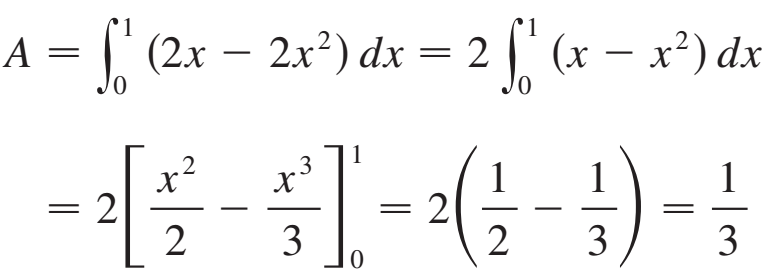 A = ∫₀¹ (2x − 2x²) dx = 2 ∫₀¹ (x − x²) dx
= 2[x²/2 − x³/3]₀¹ = 2(1/2 − 1/3) = 1/3